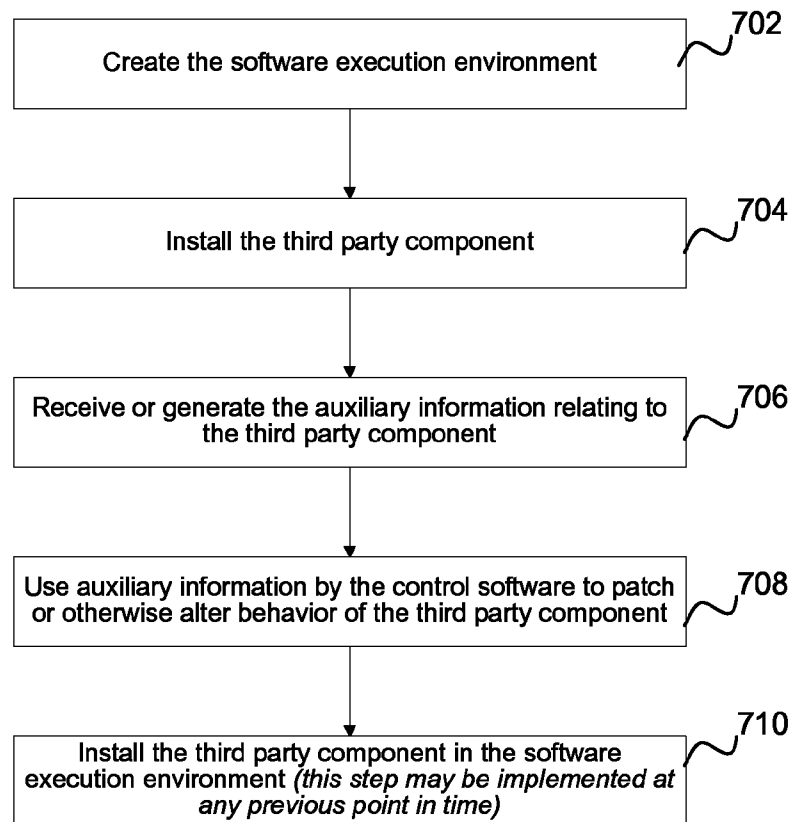 702
Create the software execution environment
704
Install the third party component
706
Receive or generate the auxiliary information relating to
the third party component
708
Use auxiliary information by the control software to patch
or otherwise alter behavior of the third party component
710
Install the third party component in the software
execution environment (this step may be implemented at
any previous point in time)